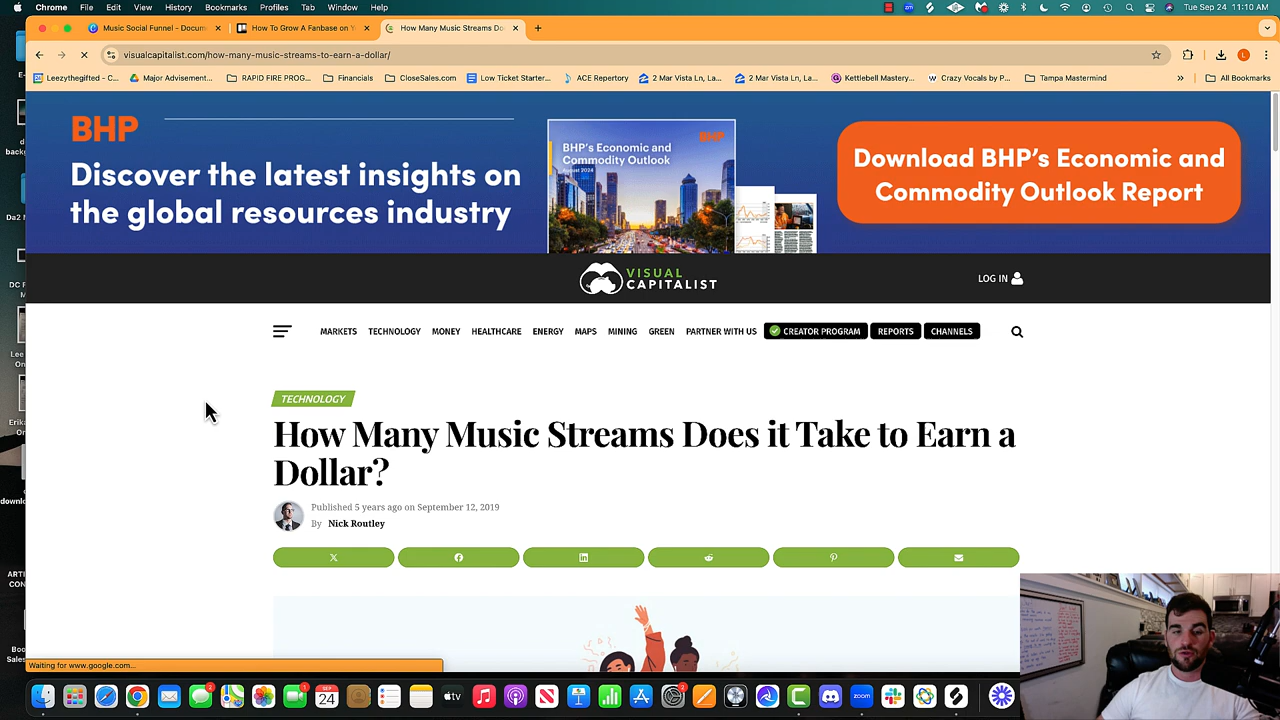 Chrome File Edit View History Bookmarks Profiles Tab Window Help
Tue Sep 24 11:10 AM
Music Social Funnel – Docum
How To Grow A Fanbase on Y
How Many Music Streams Do
visualcapitalist.com/how-many-music-streams-to-earn-a-dollar/
Leezythegifted - C... Major Advisement... RAPID FIRE PROG... Financials CloseSales.com Low Ticket Starter... ACE Repertory 2 Mar Vista Ln, La... 2 Mar Vista Ln, La... Kettlebell Mastery... Crazy Vocals by P... Tampa Mastermind » All Bookmarks
BHP
Discover the latest insights on
the global resources industry
BHP
BHP's Economic and
Commodity Outlook
August 2024
Download BHP's Economic and
Commodity Outlook Report
VISUAL
CAPITALIST
LOG IN
MARKETS TECHNOLOGY MONEY HEALTHCARE ENERGY MAPS MINING GREEN PARTNER WITH US CREATOR PROGRAM REPORTS CHANNELS
TECHNOLOGY
How Many Music Streams Does it Take to Earn a
Dollar?
Published 5 years ago on September 12, 2019
By Nick Routley
Waiting for www.google.com...
SEP
24
tv
zoom